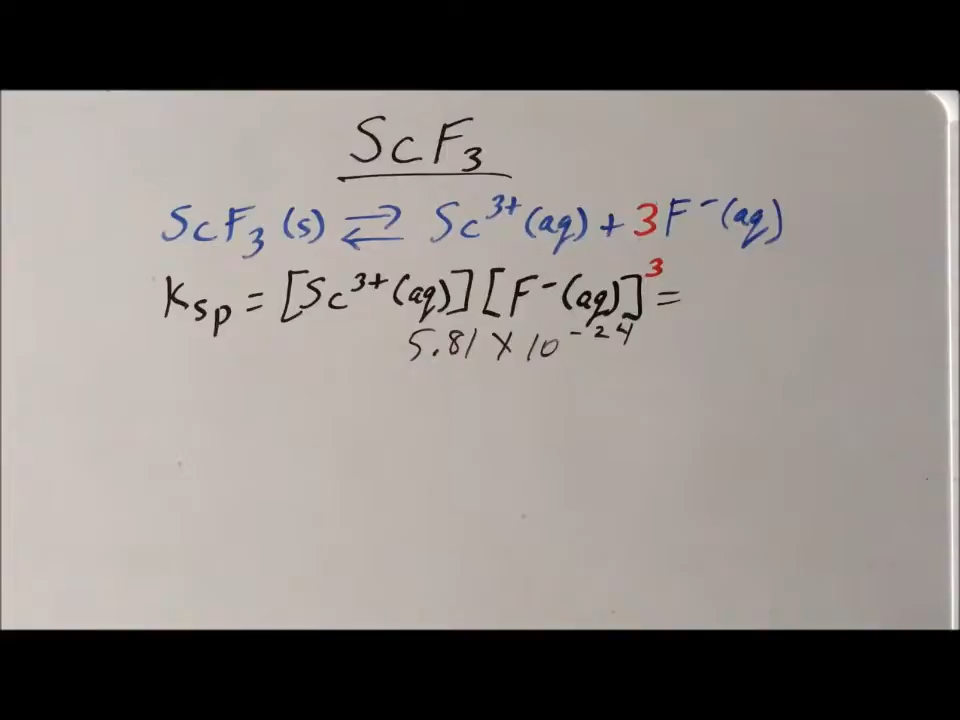 ScF₃
ScF₃(s) ⇌ Sc³⁺(aq) + 3F⁻(aq)
Ksp = [Sc³⁺(aq)][F⁻(aq)]³ =
5.81 X 10⁻²⁴